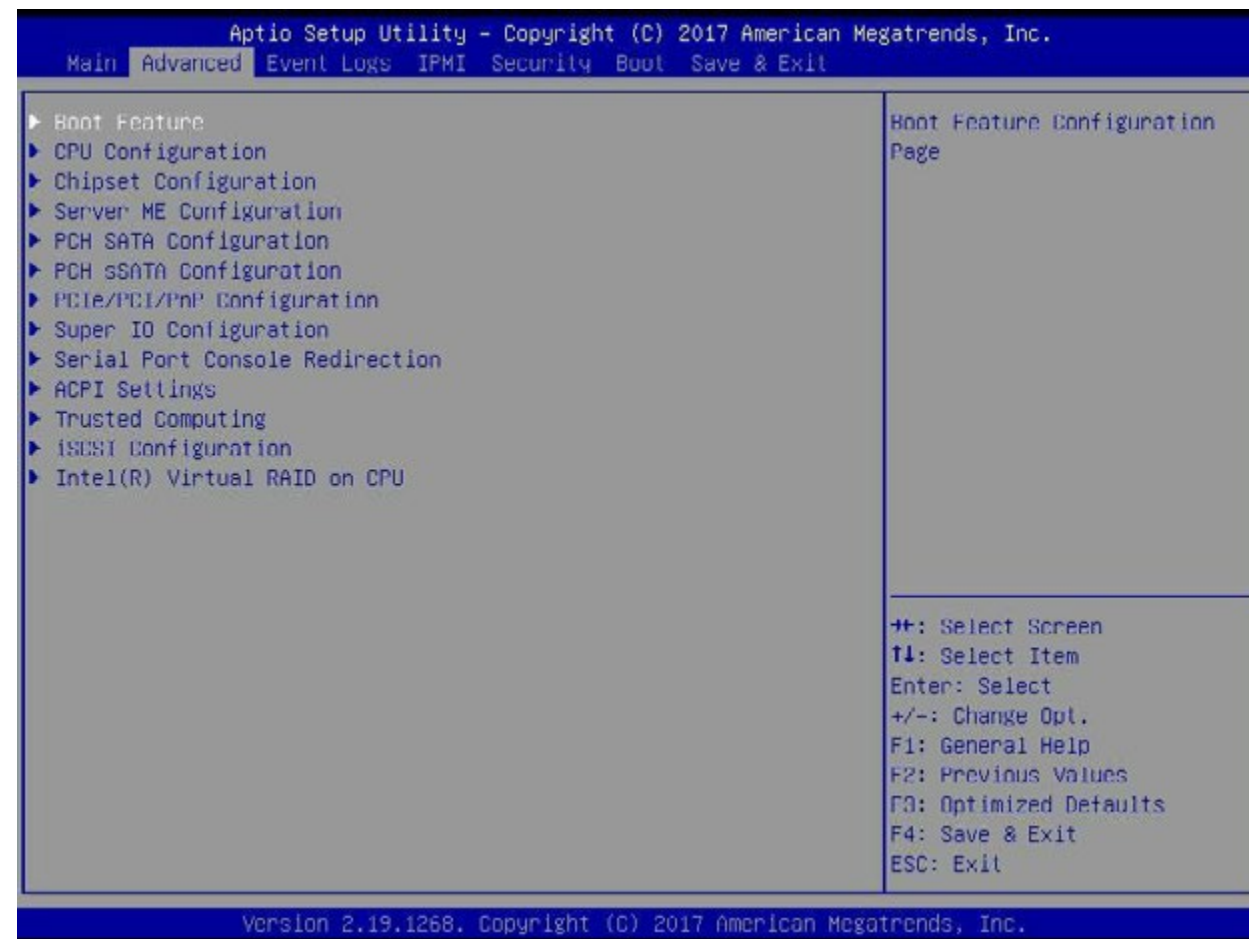 Aptio Setup Utility – Copyright (C) 2017 American Megatrends, Inc.
Main Advanced Event Logs IPMI Security Boot Save & Exit
Boot Feature
CPU Configuration
Chipset Configuration
Server ME Configuration
PCH SATA Configuration
PCH sSATA Configuration
PCIe/PCI/PnP Configuration
Super IO Configuration
Serial Port Console Redirection
ACPI Settings
Trusted Computing
iSCSI Configuration
Intel(R) Virtual RAID on CPU
Boot Feature Configuration
Page
→←: Select Screen
↑↓: Select Item
Enter: Select
+/-: Change Opt.
F1: General Help
F2: Previous Values
F3: Optimized Defaults
F4: Save & Exit
ESC: Exit
Version 2.19.1268. Copyright (C) 2017 American Megatrends, Inc.